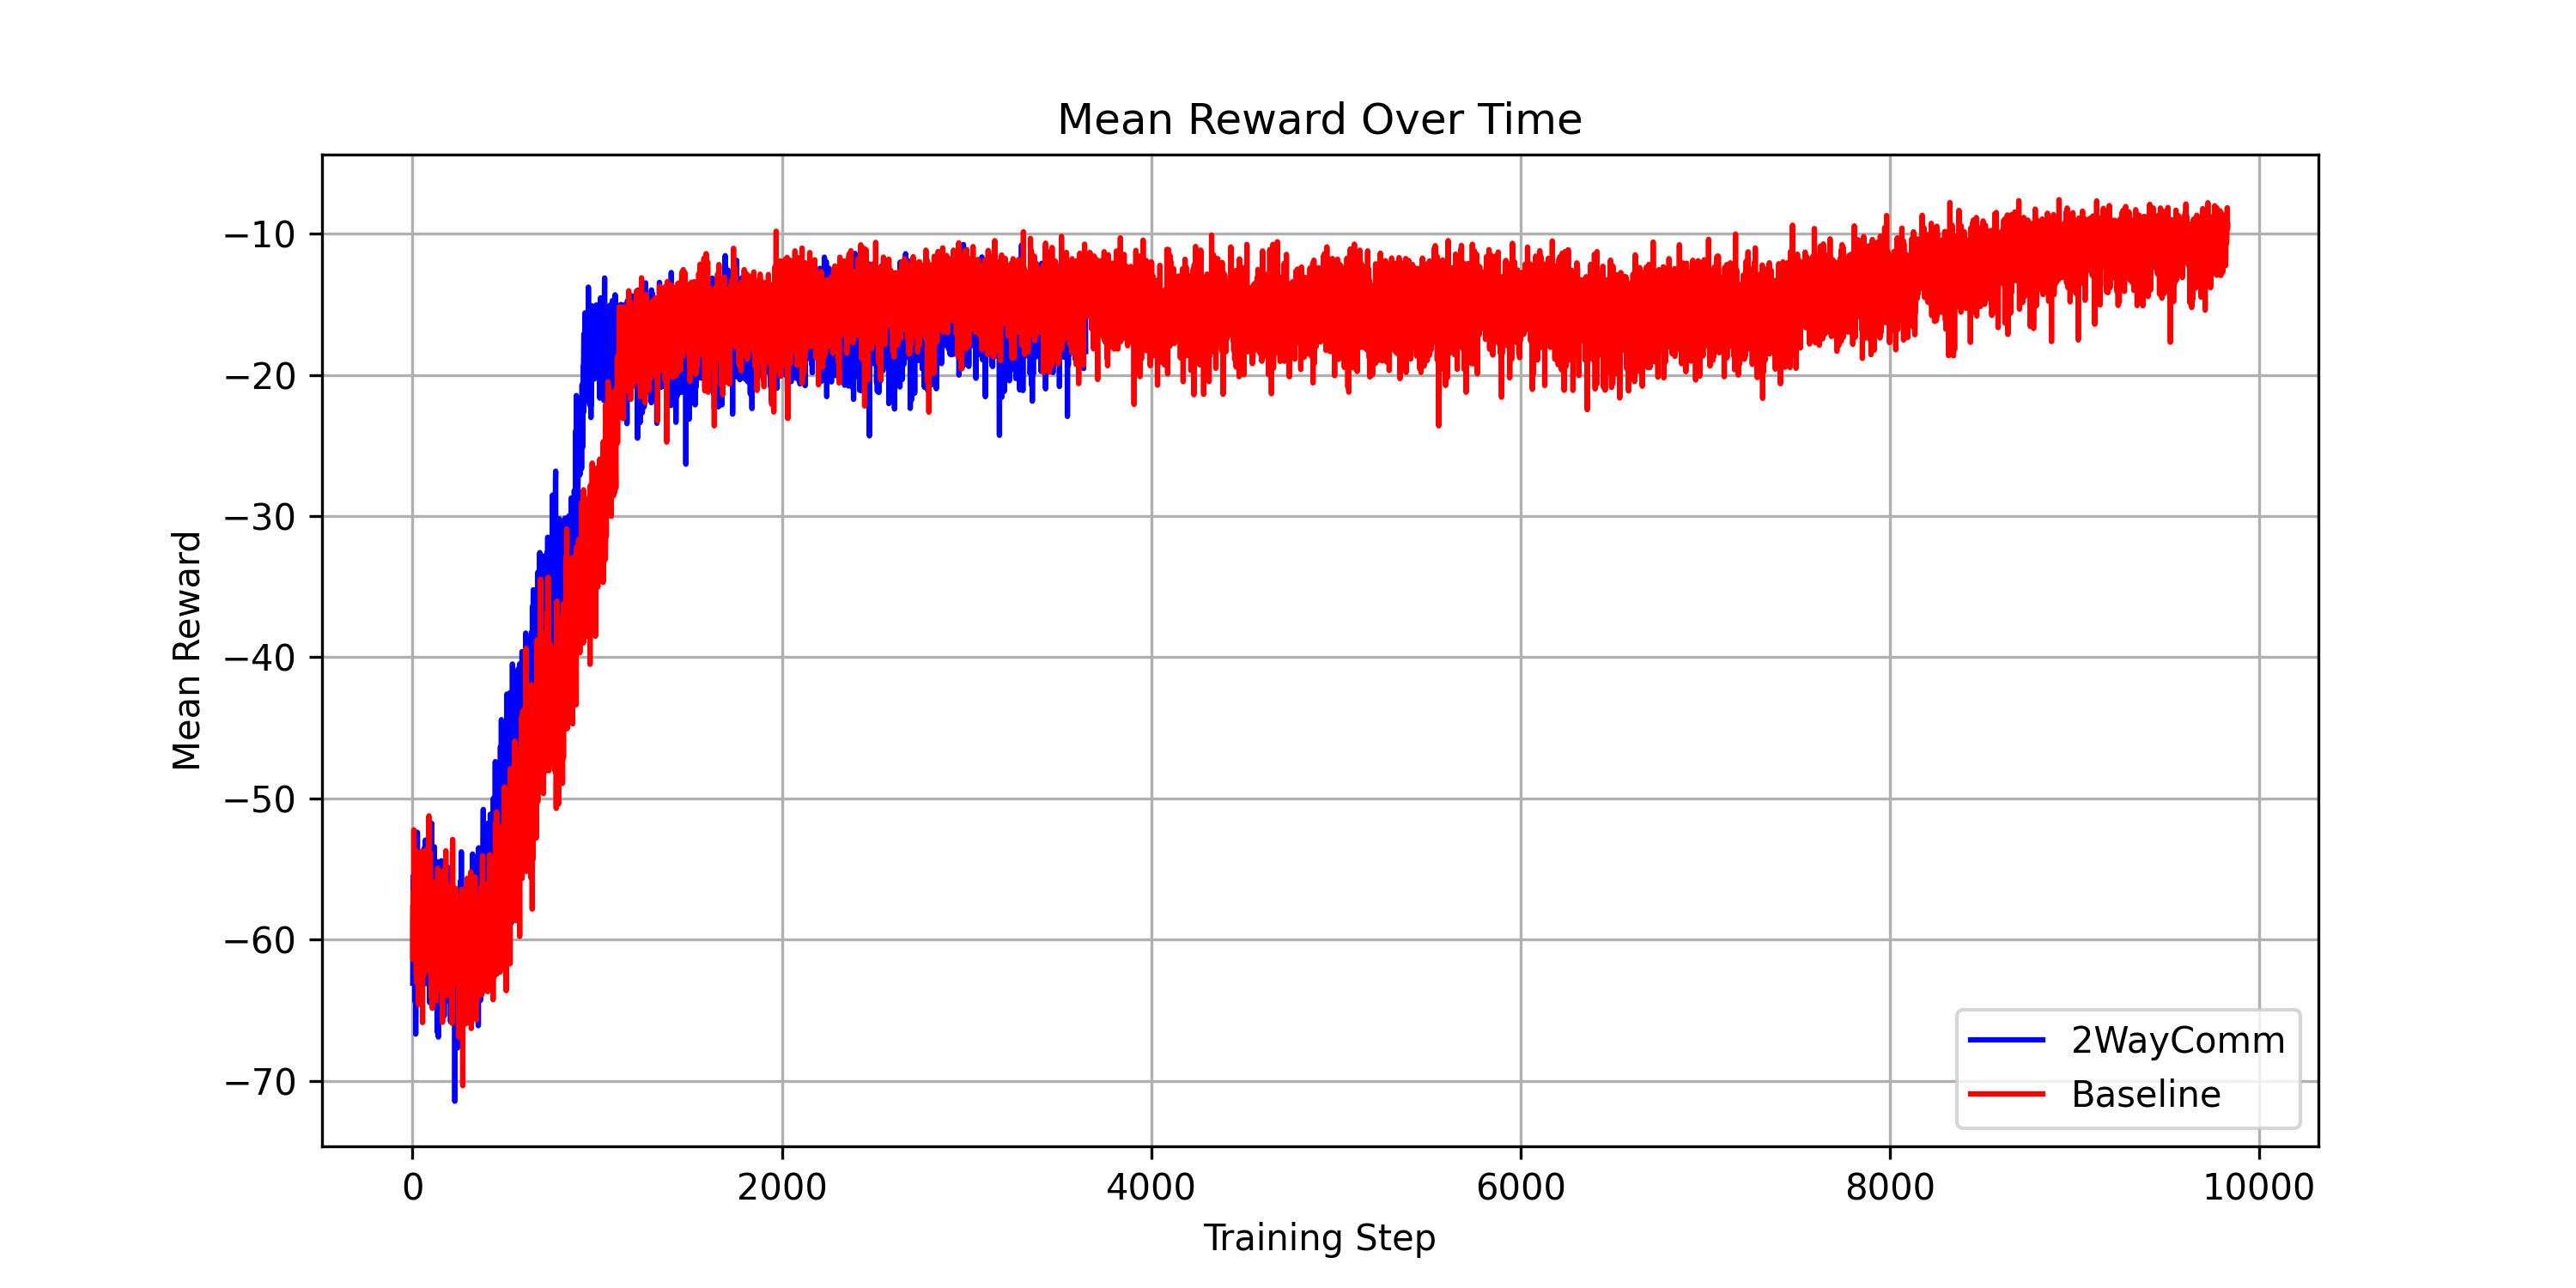 Mean Reward Over Time
−10
−20
−30
−40
−50
−60
−70
Mean Reward
0 2000 4000 6000 8000 10000
Training Step
2WayComm
Baseline